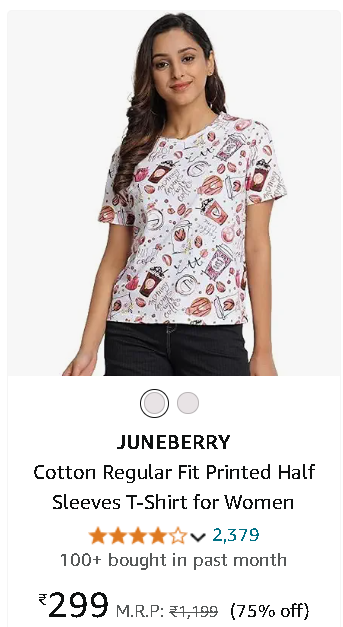 JUNEBERRY
Cotton Regular Fit Printed Half
Sleeves T-Shirt for Women
2,379
100+ bought in past month
₹299 M.R.P: ₹1,199 (75% off)